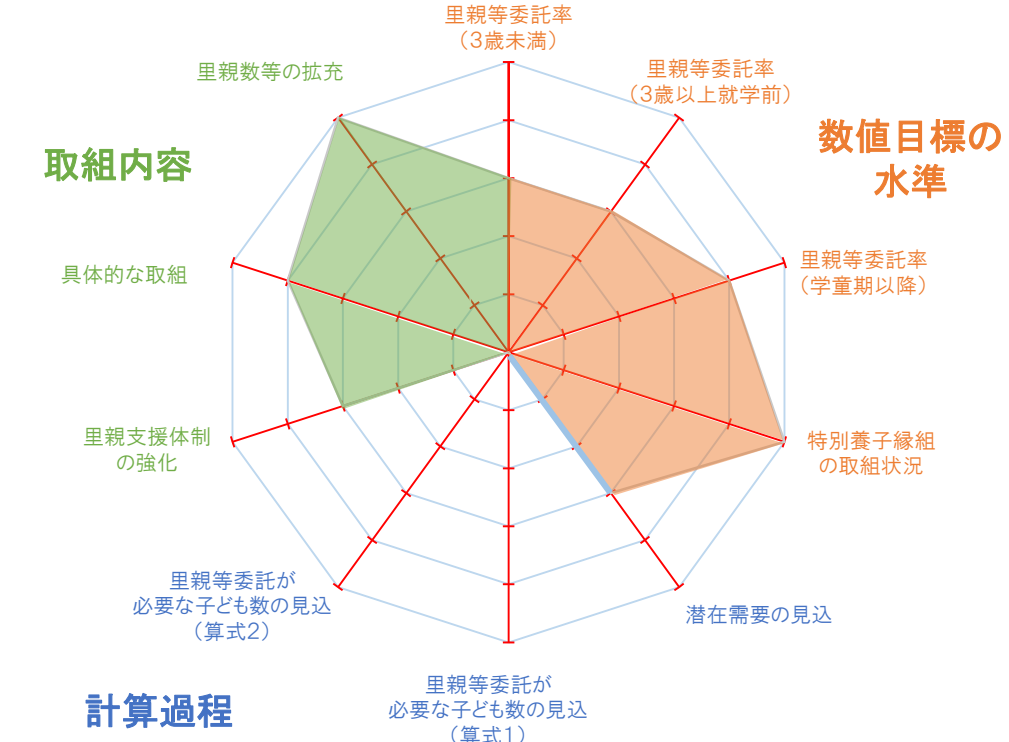 里親等委託率
（3歳未満）
里親等委託率
（3歳以上就学前）
数値目標の
水準
里親等委託率
（学童期以降）
特別養子縁組
の取組状況
潜在需要の見込
里親等委託が
必要な子ども数の見込
（算式1）
里親等委託が
必要な子ども数の見込
（算式2）
計算過程
里親支援体制
の強化
具体的な取組
取組内容
里親数等の拡充